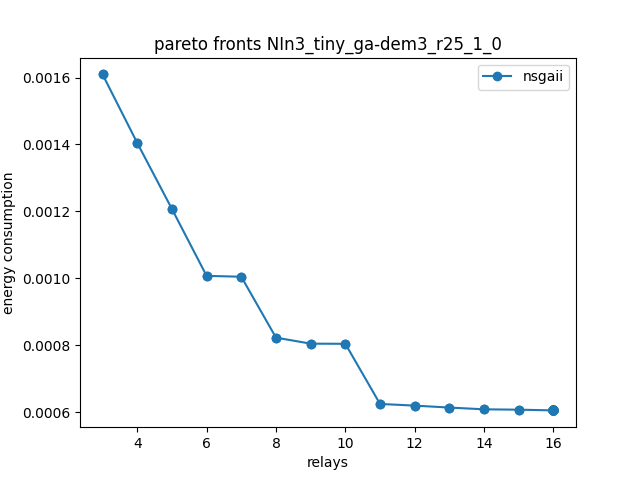 pareto fronts NIn3_tiny_ga-dem3_r25_1_0
nsgaii
energy consumption
0.0016
0.0014
0.0012
0.0010
0.0008
0.0006
4 6 8 10 12 14 16
relays